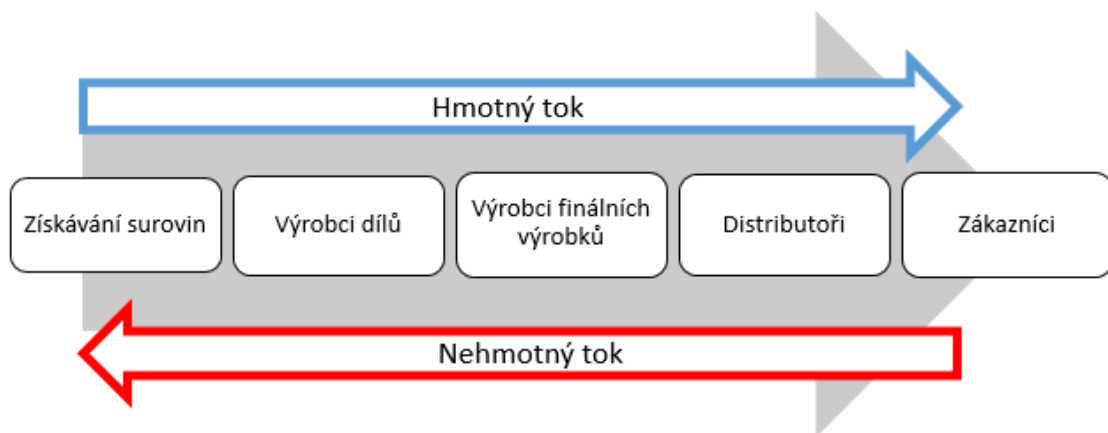 Hmotný tok
Získávání surovin
Výrobci dílů
Výrobci finálních
výrobků
Distributoři
Zákazníci
Nehmotný tok